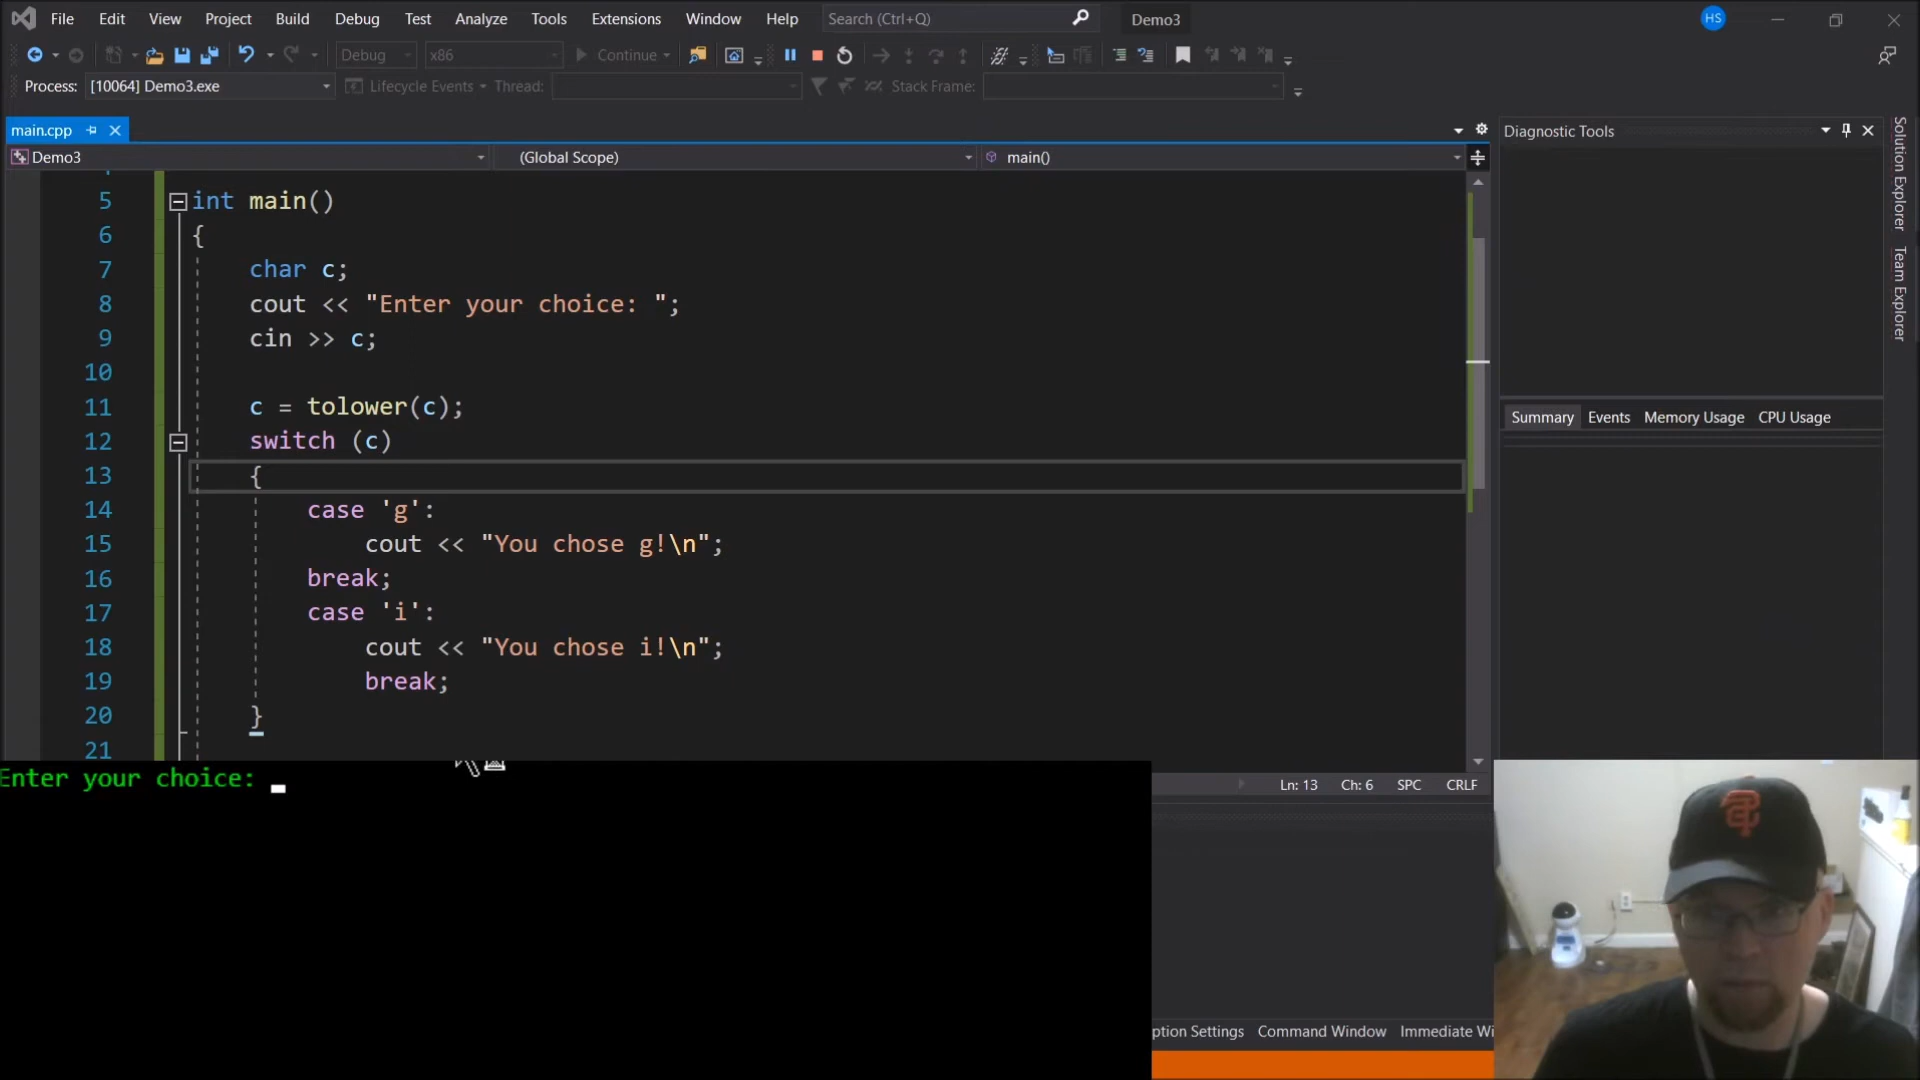 File Edit View Project Build Debug Test Analyze Tools Extensions Window Help Search (Ctrl+Q) Demo3 HS
Debug x86 Continue
Process: [10064] Demo3.exe Lifecycle Events Thread: Stack Frame:
main.cpp
Diagnostic Tools
Demo3 (Global Scope) main()
Solution Explorer
Team Explorer
5 int main()
6 {
7 char c;
8 cout << "Enter your choice: ";
9 cin >> c;
10
11 c = tolower(c);
12 switch (c)
13 {
14 case 'g':
15 cout << "You chose g!\n";
16 break;
17 case 'i':
18 cout << "You chose i!\n";
19 break;
20 }
21
Summary Events Memory Usage CPU Usage
Enter your choice:
Ln: 13 Ch: 6 SPC CRLF
ption Settings Command Window Immediate Wi